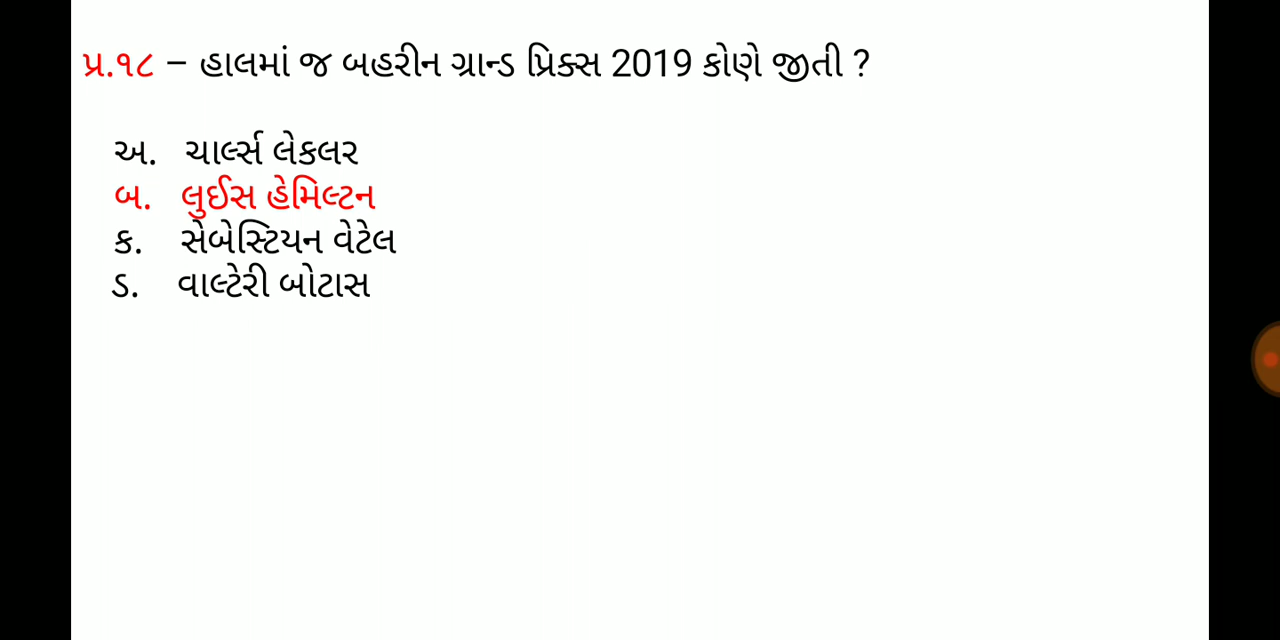 પ્ર.૧૮ – હાલમાં જ બહરીન ગ્રાન્ડ પ્રિક્સ 2019 કોણે જીતી ?
અ. ચાર્લ્સ લેકલર
બ. લુઈસ હેમિલ્ટન
ક. સેબેસ્ટિયન વેટેલ
ડ. વાલ્ટેરી બોટાસ